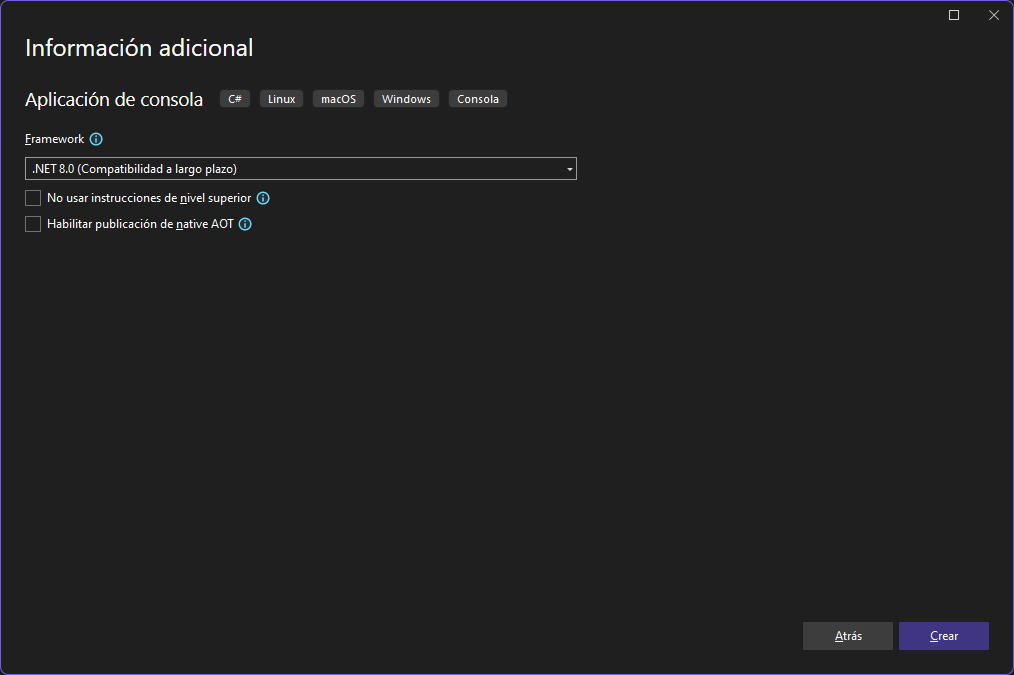 Información adicional
Aplicación de consola C# Linux macOS Windows Consola
Framework
.NET 8.0 (Compatibilidad a largo plazo)
No usar instrucciones de nivel superior
Habilitar publicación de native AOT
Atrás Crear